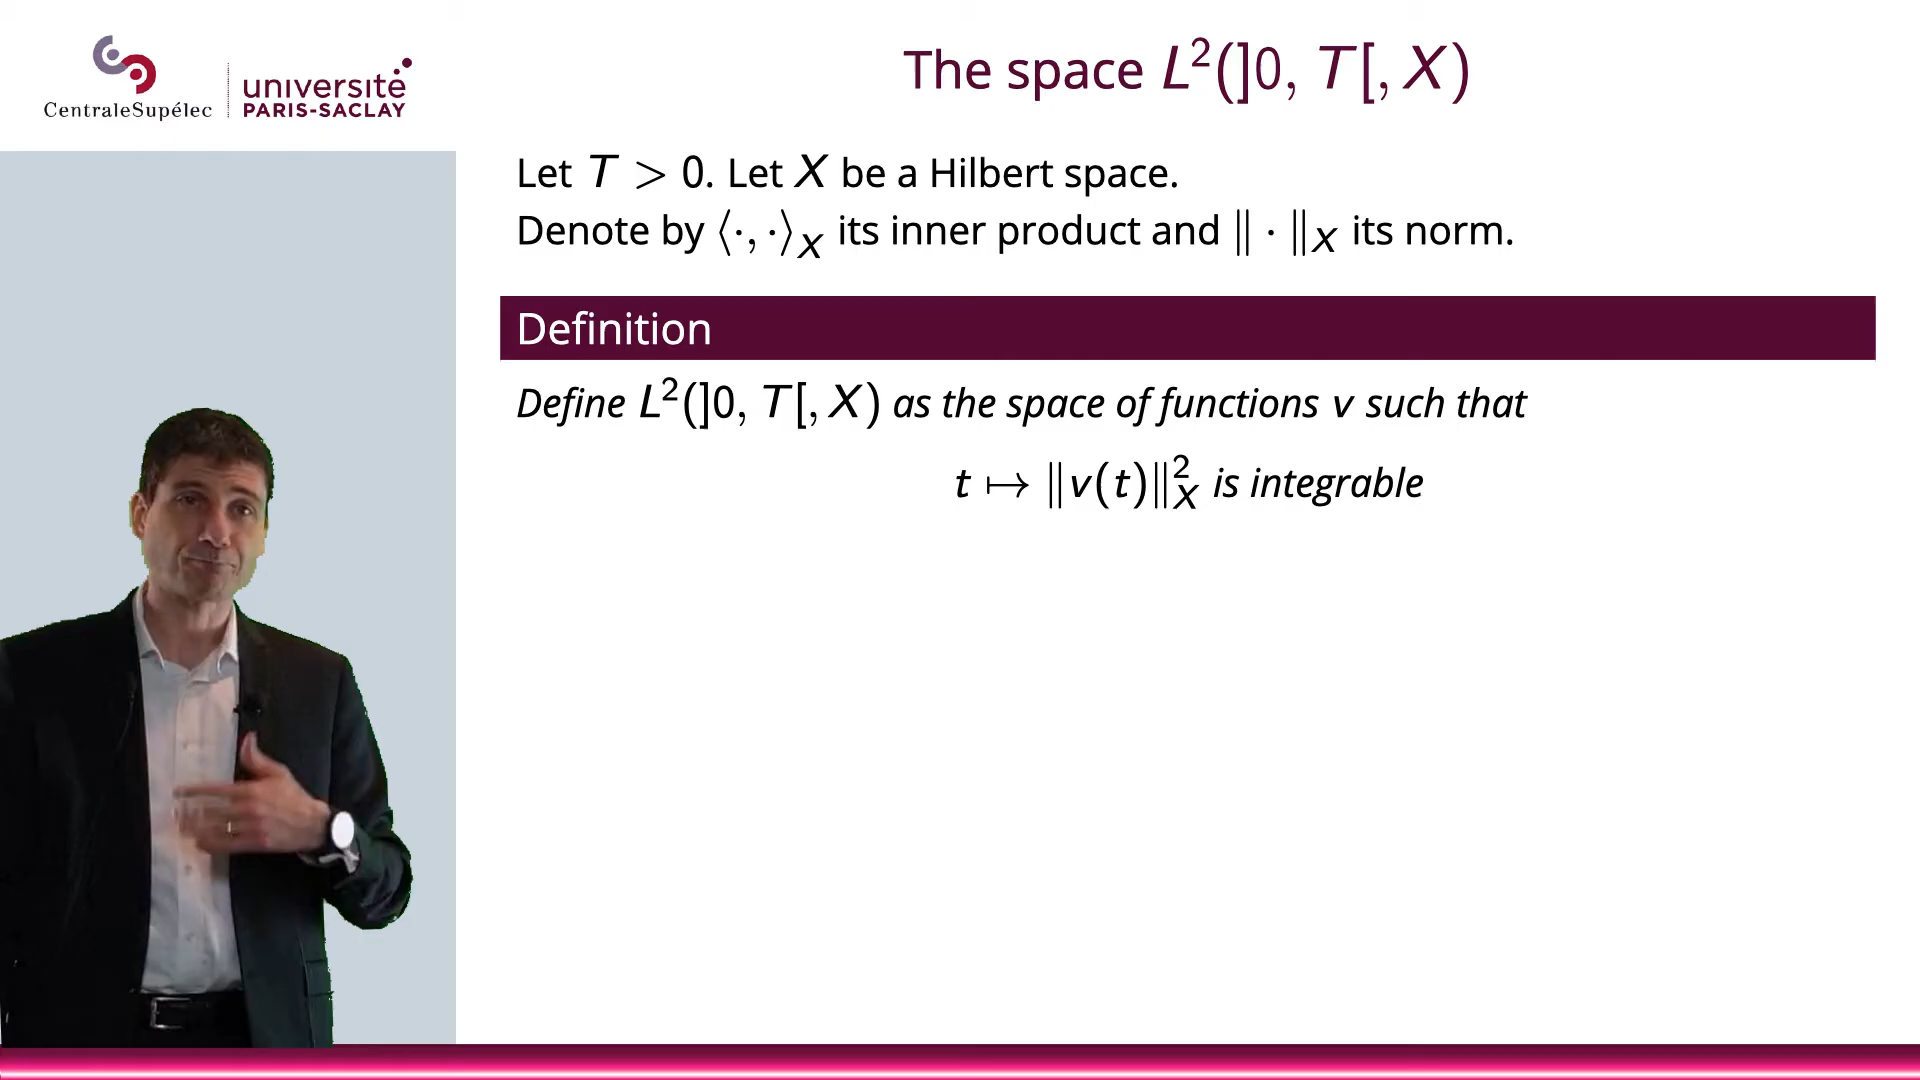 CentraleSupélec
université
PARIS-SACLAY
The space L²(]0, T[, X)
Let T > 0. Let X be a Hilbert space.
Denote by ⟨·, ·⟩_X its inner product and ‖ · ‖_X its norm.
Definition
Define L²(]0, T[, X) as the space of functions v such that
t ↦ ‖v(t)‖²_X is integrable